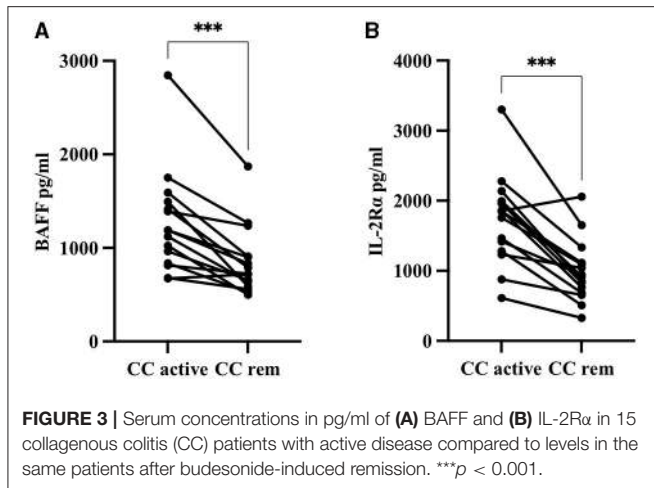 A
***
3000
2000
1000
0
BAFF pg/ml
CC active CC rem
B
***
4000
3000
2000
1000
0
IL-2Rα pg/ml
CC active CC rem
FIGURE 3 | Serum concentrations in pg/ml of (A) BAFF and (B) IL-2Rα in 15
collagenous colitis (CC) patients with active disease compared to levels in the
same patients after budesonide-induced remission. ***p < 0.001.